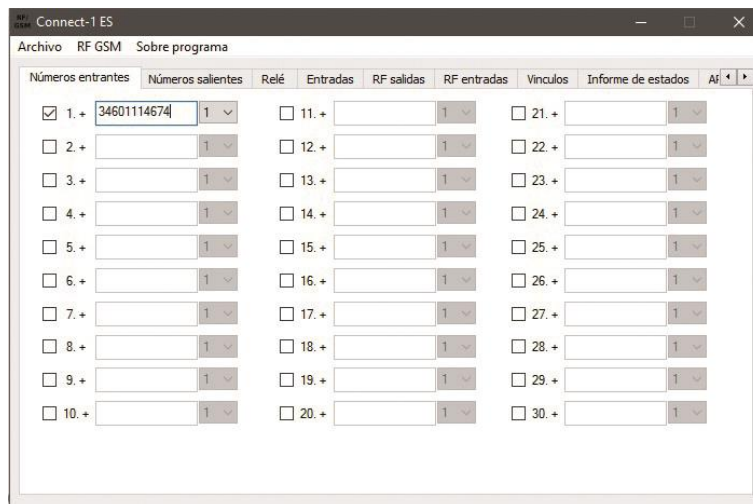 RF/
GSM
Connect-1 ES
Archivo RF GSM Sobre programa
Números entrantes Números salientes Relé Entradas RF salidas RF entradas Vinculos Informe de estados
1. + 34601114674 1 11. + 1 21. + 1
2. + 1 12. + 1 22. + 1
3. + 1 13. + 1 23. + 1
4. + 1 14. + 1 24. + 1
5. + 1 15. + 1 25. + 1
6. + 1 16. + 1 26. + 1
7. + 1 17. + 1 27. + 1
8. + 1 18. + 1 28. + 1
9. + 1 19. + 1 29. + 1
10. + 1 20. + 1 30. + 1